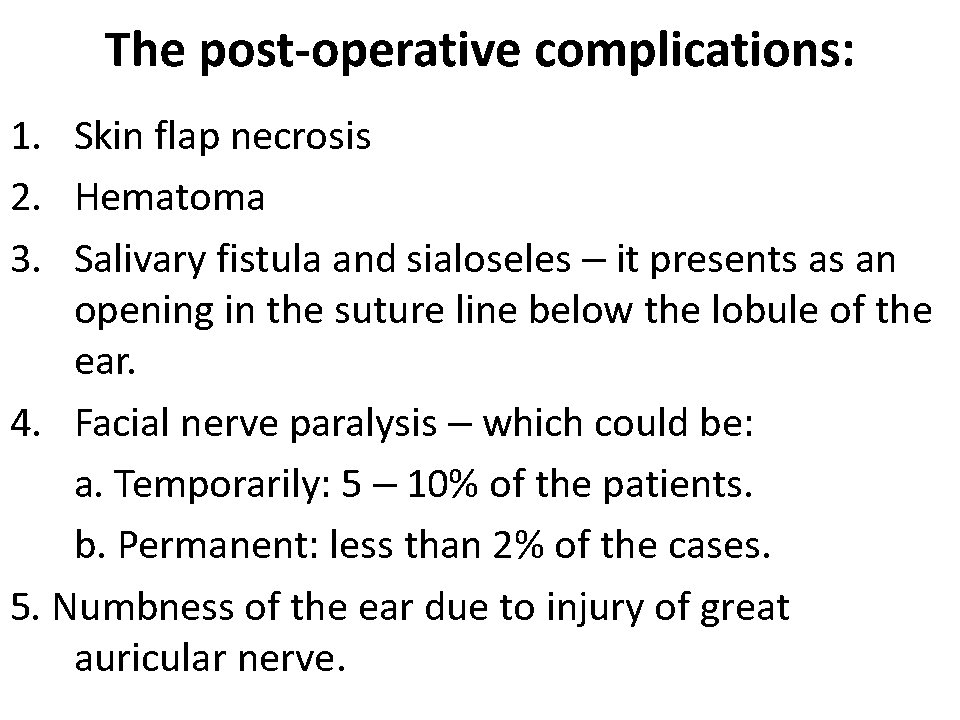 The post-operative complications:
1. Skin flap necrosis
2. Hematoma
3. Salivary fistula and sialoseles – it presents as an
opening in the suture line below the lobule of the
ear.
4. Facial nerve paralysis – which could be:
a. Temporarily: 5 – 10% of the patients.
b. Permanent: less than 2% of the cases.
5. Numbness of the ear due to injury of great
auricular nerve.